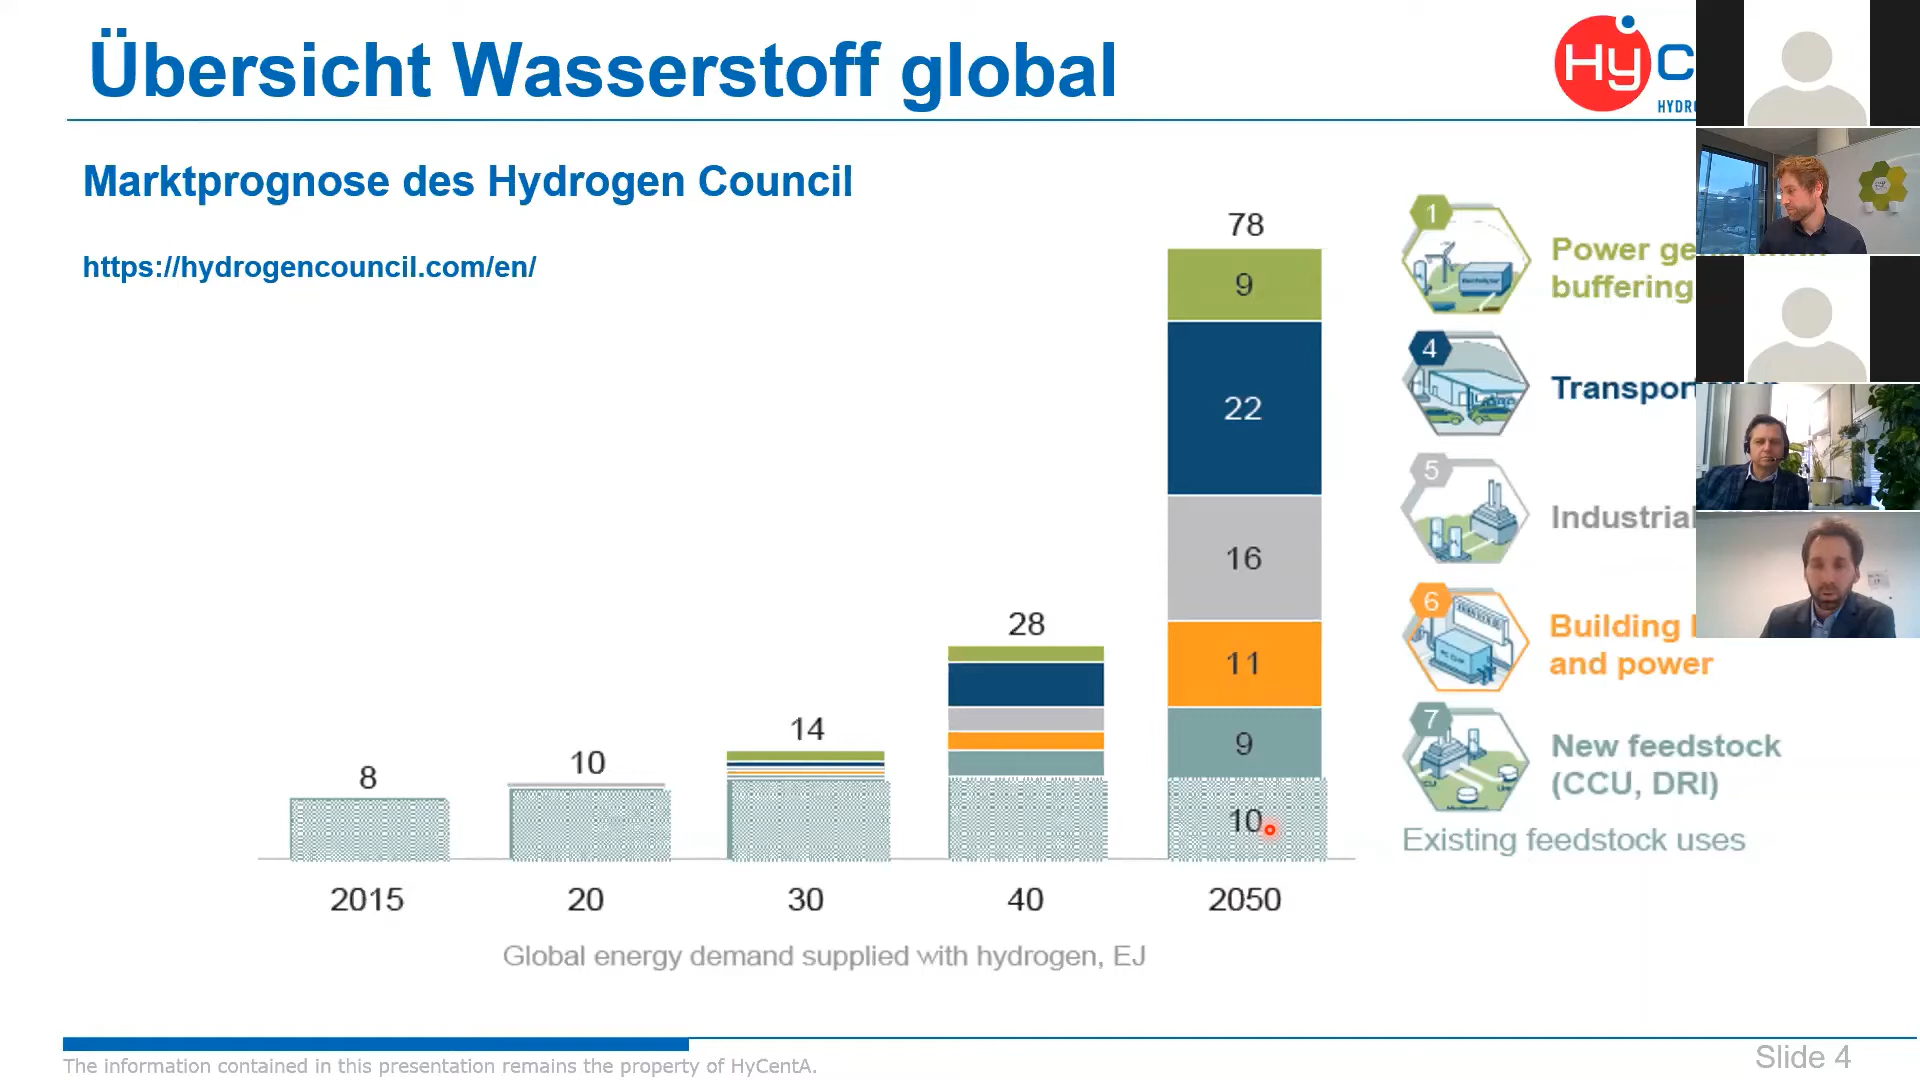 Übersicht Wasserstoff global
Hy C
HYDR
Marktprognose des Hydrogen Council
https://hydrogencouncil.com/en/
78
9
22
16
11
9
10
28
14
10
8
2015
20
30
40
2050
Global energy demand supplied with hydrogen, EJ
1
Power
buffering
4
Transpor
5
Industrial
6
Building
and power
7
New feedstock
(CCU, DRI)
Existing feedstock uses
The information contained in this presentation remains the property of HyCentA.
Slide 4